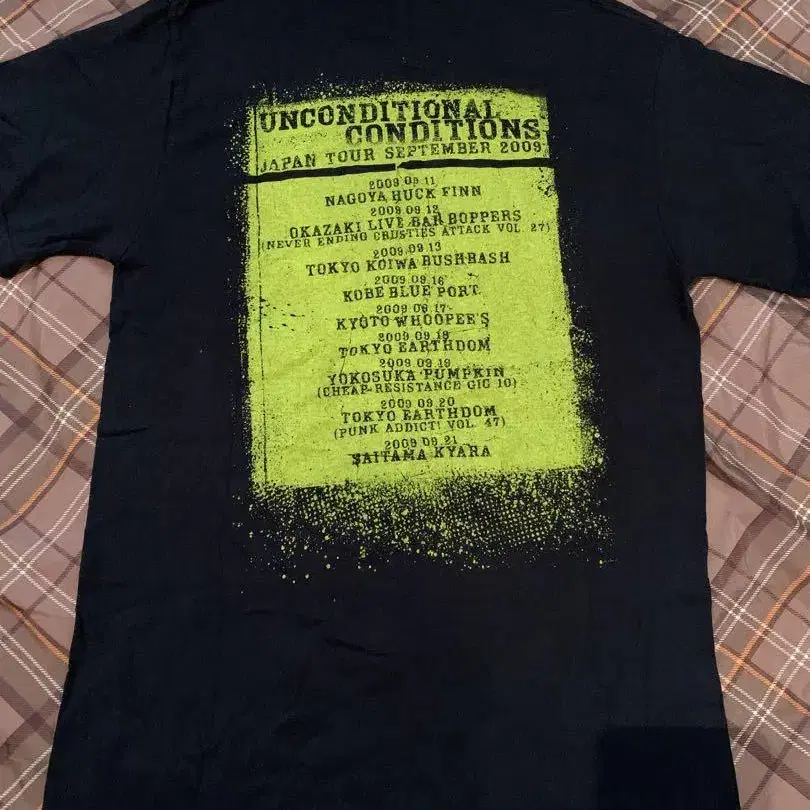 UNCONDITIONAL
CONDITIONS
JAPAN TOUR SEPTEMBER 2009
2009 09 11
NAGOYA HUCK FINN
2009 09 12
OKAZAKI LIVE BAR BOPPERS
(NEVER ENDING CRUSTIES ATTACK VOL. 27)
2009 09 13
TOKYO KOIWA BUSHBASH
2009 09 16
KOBE BLUE PORT
2009 09 17
KYOTO WHOOPEE'S
2009 09 18
TOKYO EARTHDOM
2009 09 19
YOKOSUKA PUMPKIN
(CHEAP RESISTANCE GIG 10)
2009 09.20
TOKYO EARTHDOM
(PUNK ADDICT! VOL. 47)
2009 09.21
SAITAMA KYARA